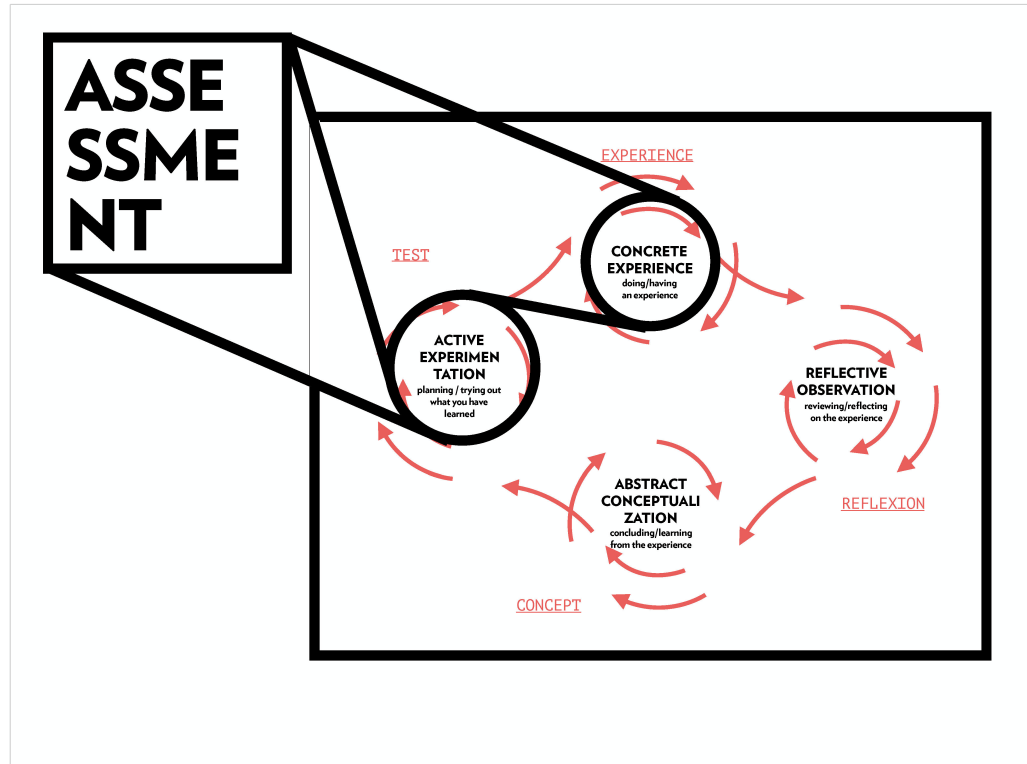 ASSE
SSME
NT
EXPERIENCE
CONCRETE
EXPERIENCE
doing/having
an experience
TEST
ACTIVE
EXPERIMEN
TATION
planning / trying out
what you have
learned
REFLECTIVE
OBSERVATION
reviewing/reflecting
on the experience
ABSTRACT
CONCEPTUALI
ZATION
concluding/learning
from the experience
REFLEXION
CONCEPT